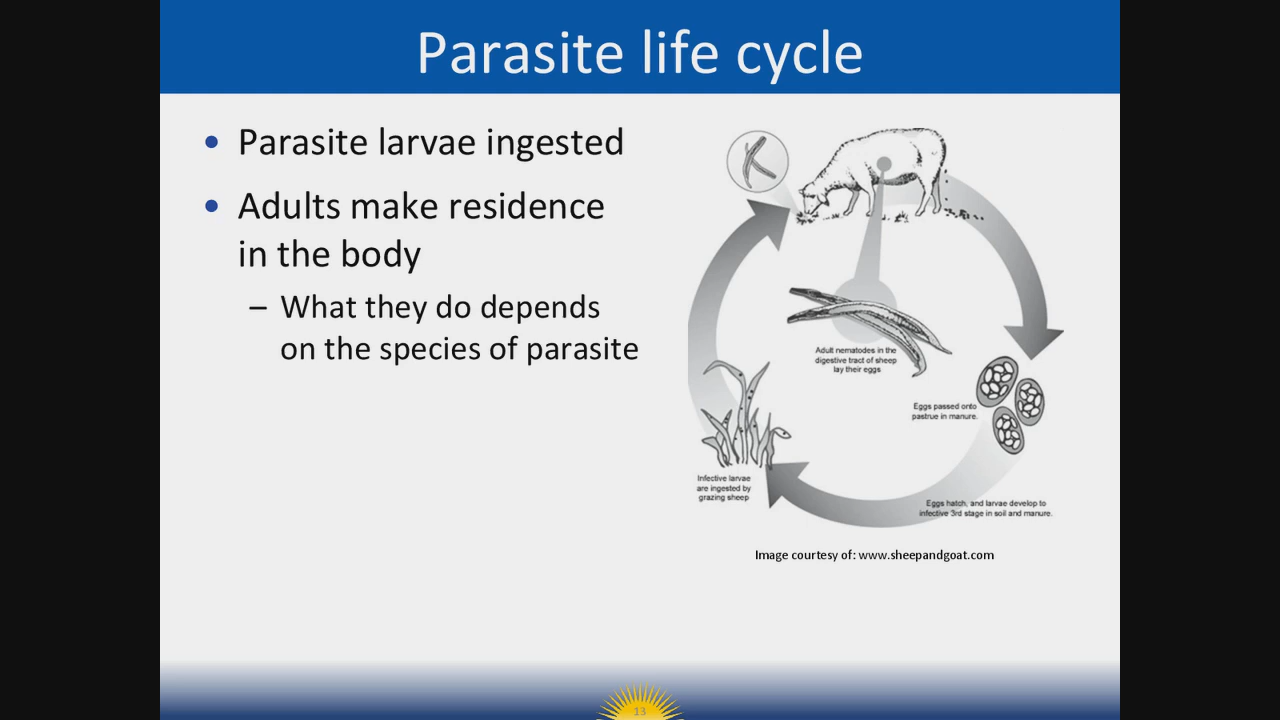 Parasite life cycle
• Parasite larvae ingested
• Adults make residence
in the body
– What they do depends
on the species of parasite
Adult nematodes in the
digestive tract of sheep
lay their eggs
Eggs passed onto
pastrue in manure.
Eggs hatch, and larvae develop to
infective 3rd stage in soil and manure.
Infective larvae
are ingested by
grazing sheep
Image courtesy of: www.sheepandgoat.com
13